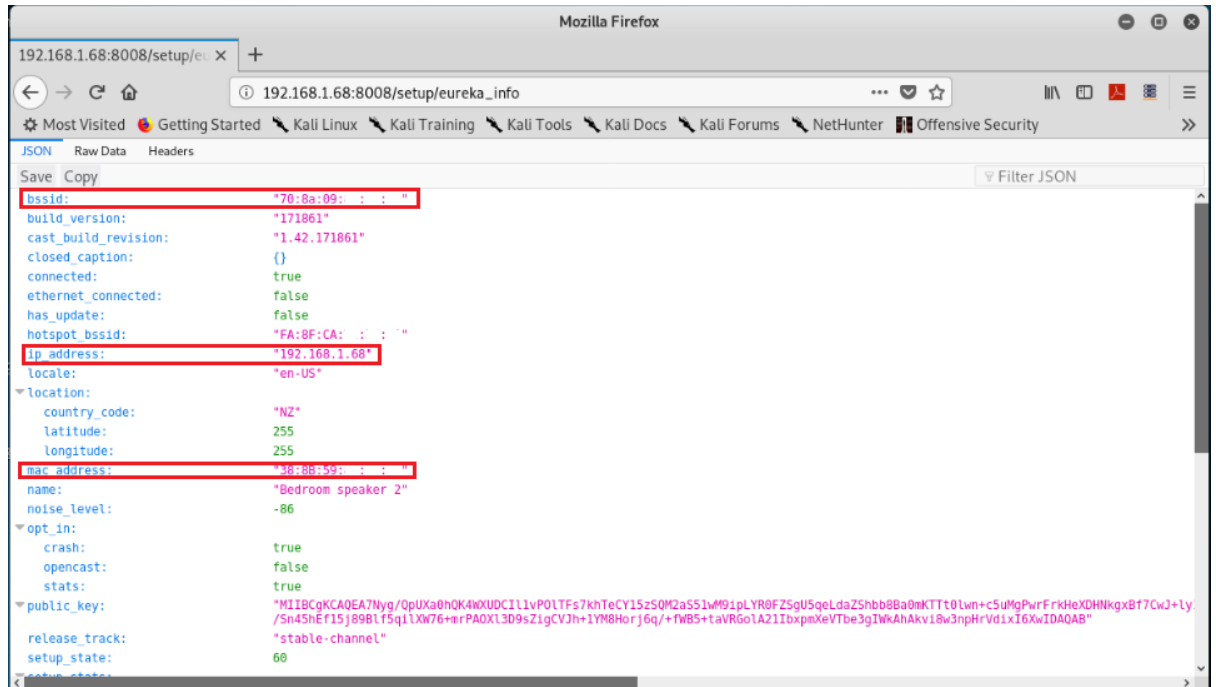 Mozilla Firefox
192.168.1.68:8008/setup/eu
192.168.1.68:8008/setup/eureka_info
Most Visited Getting Started Kali Linux Kali Training Kali Tools Kali Docs Kali Forums NetHunter Offensive Security
JSON Raw Data Headers
Save Copy Filter JSON
bssid: "70:8a:09: : : "
build_version: "171861"
cast_build_revision: "1.42.171861"
closed_caption: {}
connected: true
ethernet_connected: false
has_update: false
hotspot_bssid: "FA:8F:CA: : : "
ip_address: "192.168.1.68"
locale: "en-US"
location:
country_code: "NZ"
latitude: 255
longitude: 255
mac_address: "38:8B:59: : : "
name: "Bedroom speaker 2"
noise_level: -86
opt_in:
crash: true
opencast: false
stats: true
public_key:
release_track: "stable-channel"
setup_state: 60